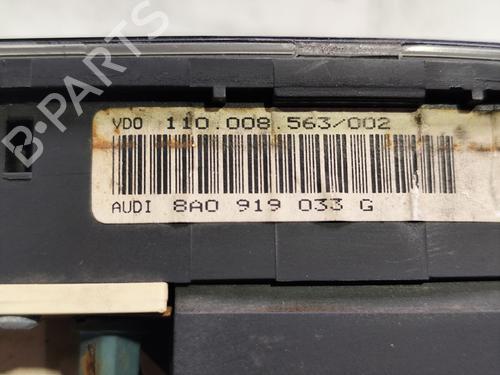 B-PARTS
VDO 110.008.563/002
AUDI 8A0 919 033 G